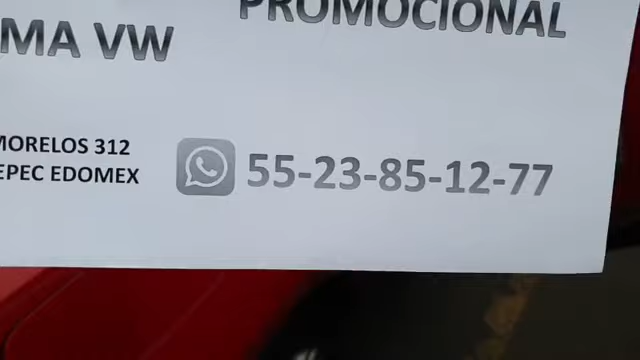 PROMOCIONAL
MA VW
MORELOS 312
EPEC EDOMEX
55-23-85-12-77